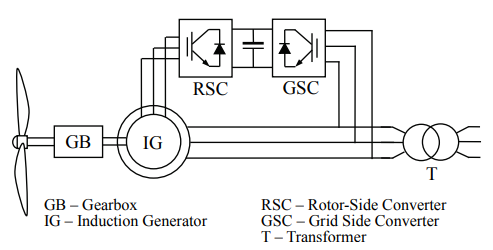 RSC
GSC
GB
IG
T
GB – Gearbox
IG – Induction Generator
RSC – Rotor-Side Converter
GSC – Grid Side Converter
T – Transformer